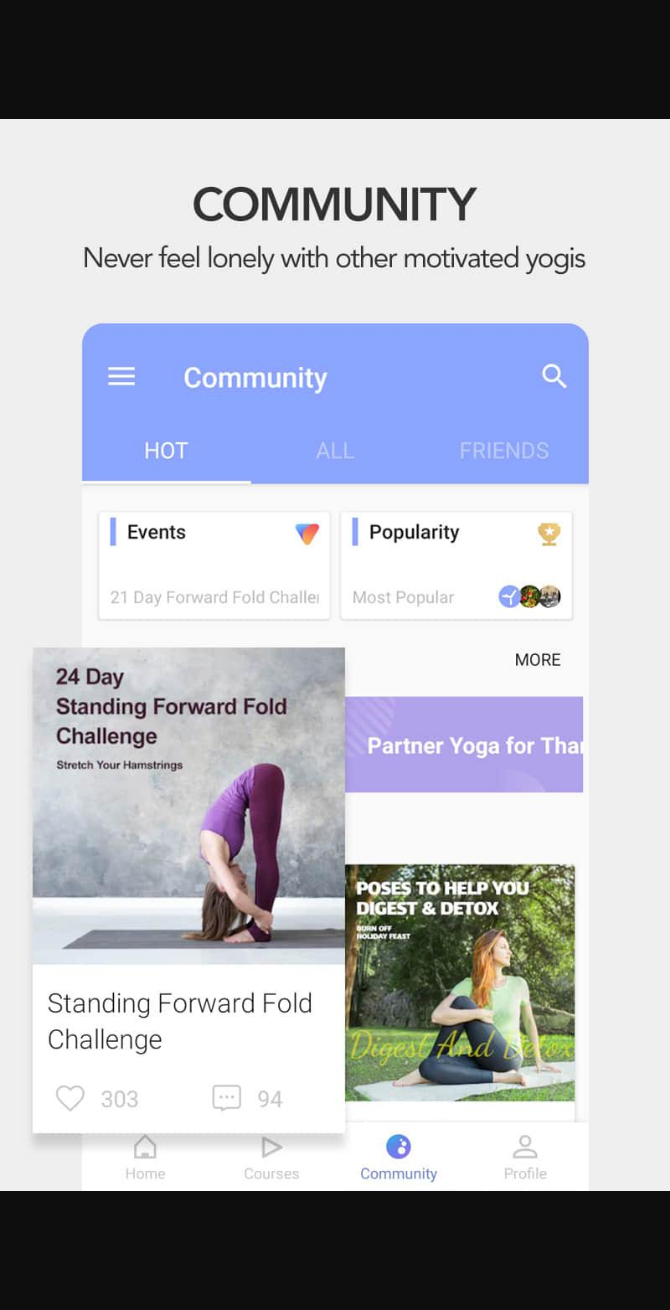 COMMUNITY
Never feel lonely with other motivated yogis
Community
HOT
ALL
FRIENDS
Events
Popularity
21 Day Forward Fold
Most Popular
MORE
24 Day
Standing Forward Fold
Challenge
Stretch Your Hamstrings
Partner Yoga for
POSES TO HELP YOU
DIGEST & DETOX
BURN OFF
HOLIDAY FEAST
Digest And Detox
Standing Forward Fold
Challenge
303
94
Home
Courses
Community
Profile